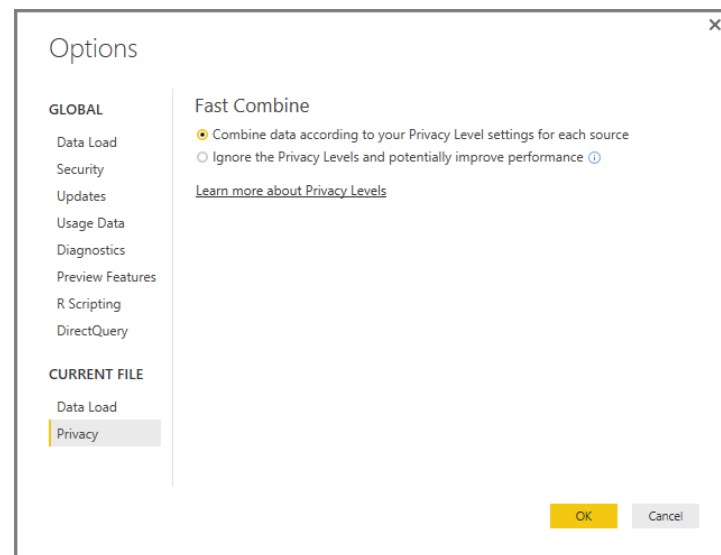 Options
GLOBAL
Data Load
Security
Updates
Usage Data
Diagnostics
Preview Features
R Scripting
DirectQuery
CURRENT FILE
Data Load
Privacy
Fast Combine
Combine data according to your Privacy Level settings for each source
Ignore the Privacy Levels and potentially improve performance
Learn more about Privacy Levels
OK
Cancel